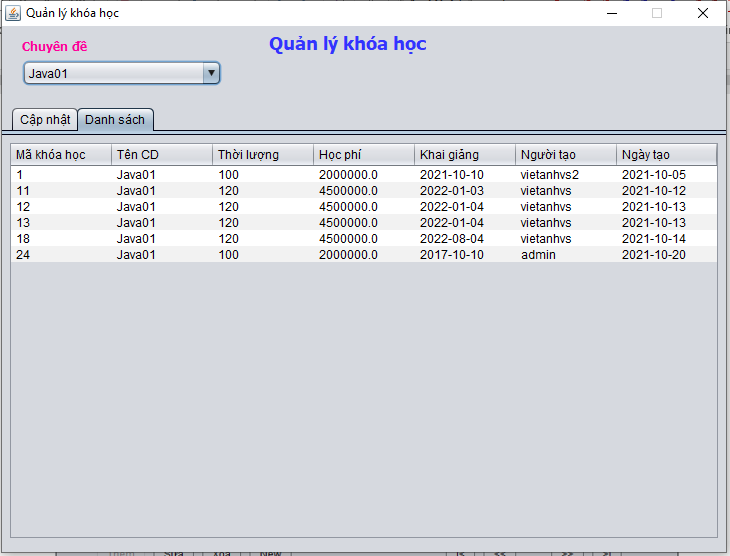 Quản lý khóa học
Chuyên đề
Quản lý khóa học
Java01
Cập nhật Danh sách
Mã khóa học Tên CD Thời lượng Học phí Khai giảng Người tạo Ngày tạo
1 Java01 100 2000000.0 2021-10-10 vietanhvs2 2021-10-05
11 Java01 120 4500000.0 2022-01-03 vietanhvs 2021-10-12
12 Java01 120 4500000.0 2022-01-04 vietanhvs 2021-10-13
13 Java01 120 4500000.0 2022-01-04 vietanhvs 2021-10-13
18 Java01 120 4500000.0 2022-08-04 vietanhvs 2021-10-14
24 Java01 100 2000000.0 2017-10-10 admin 2021-10-20